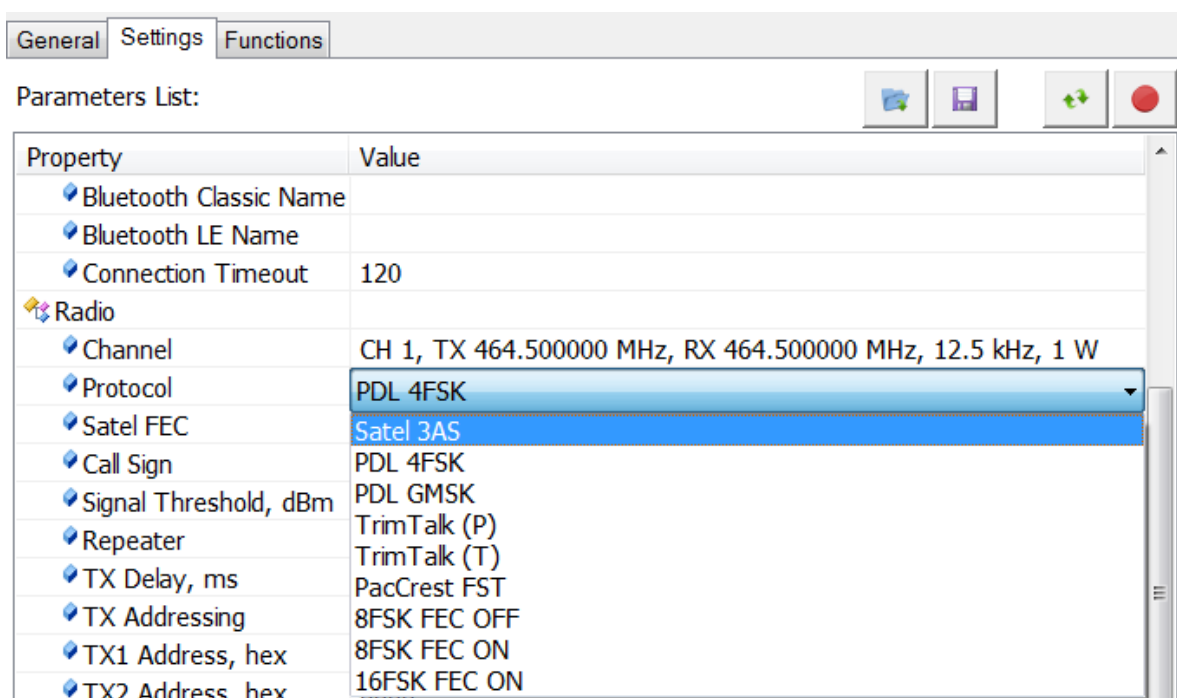 General Settings Functions
Parameters List:
Property Value
Bluetooth Classic Name
Bluetooth LE Name
Connection Timeout 120
Radio
Channel CH 1, TX 464.500000 MHz, RX 464.500000 MHz, 12.5 kHz, 1 W
Protocol PDL 4FSK
Satel FEC Satel 3AS
Call Sign PDL 4FSK
Signal Threshold, dBm PDL GMSK
Repeater TrimTalk (P)
TrimTalk (T)
TX Delay, ms PacCrest FST
TX Addressing 8FSK FEC OFF
TX1 Address, hex 8FSK FEC ON
TX2 Address, hex 16FSK FEC ON